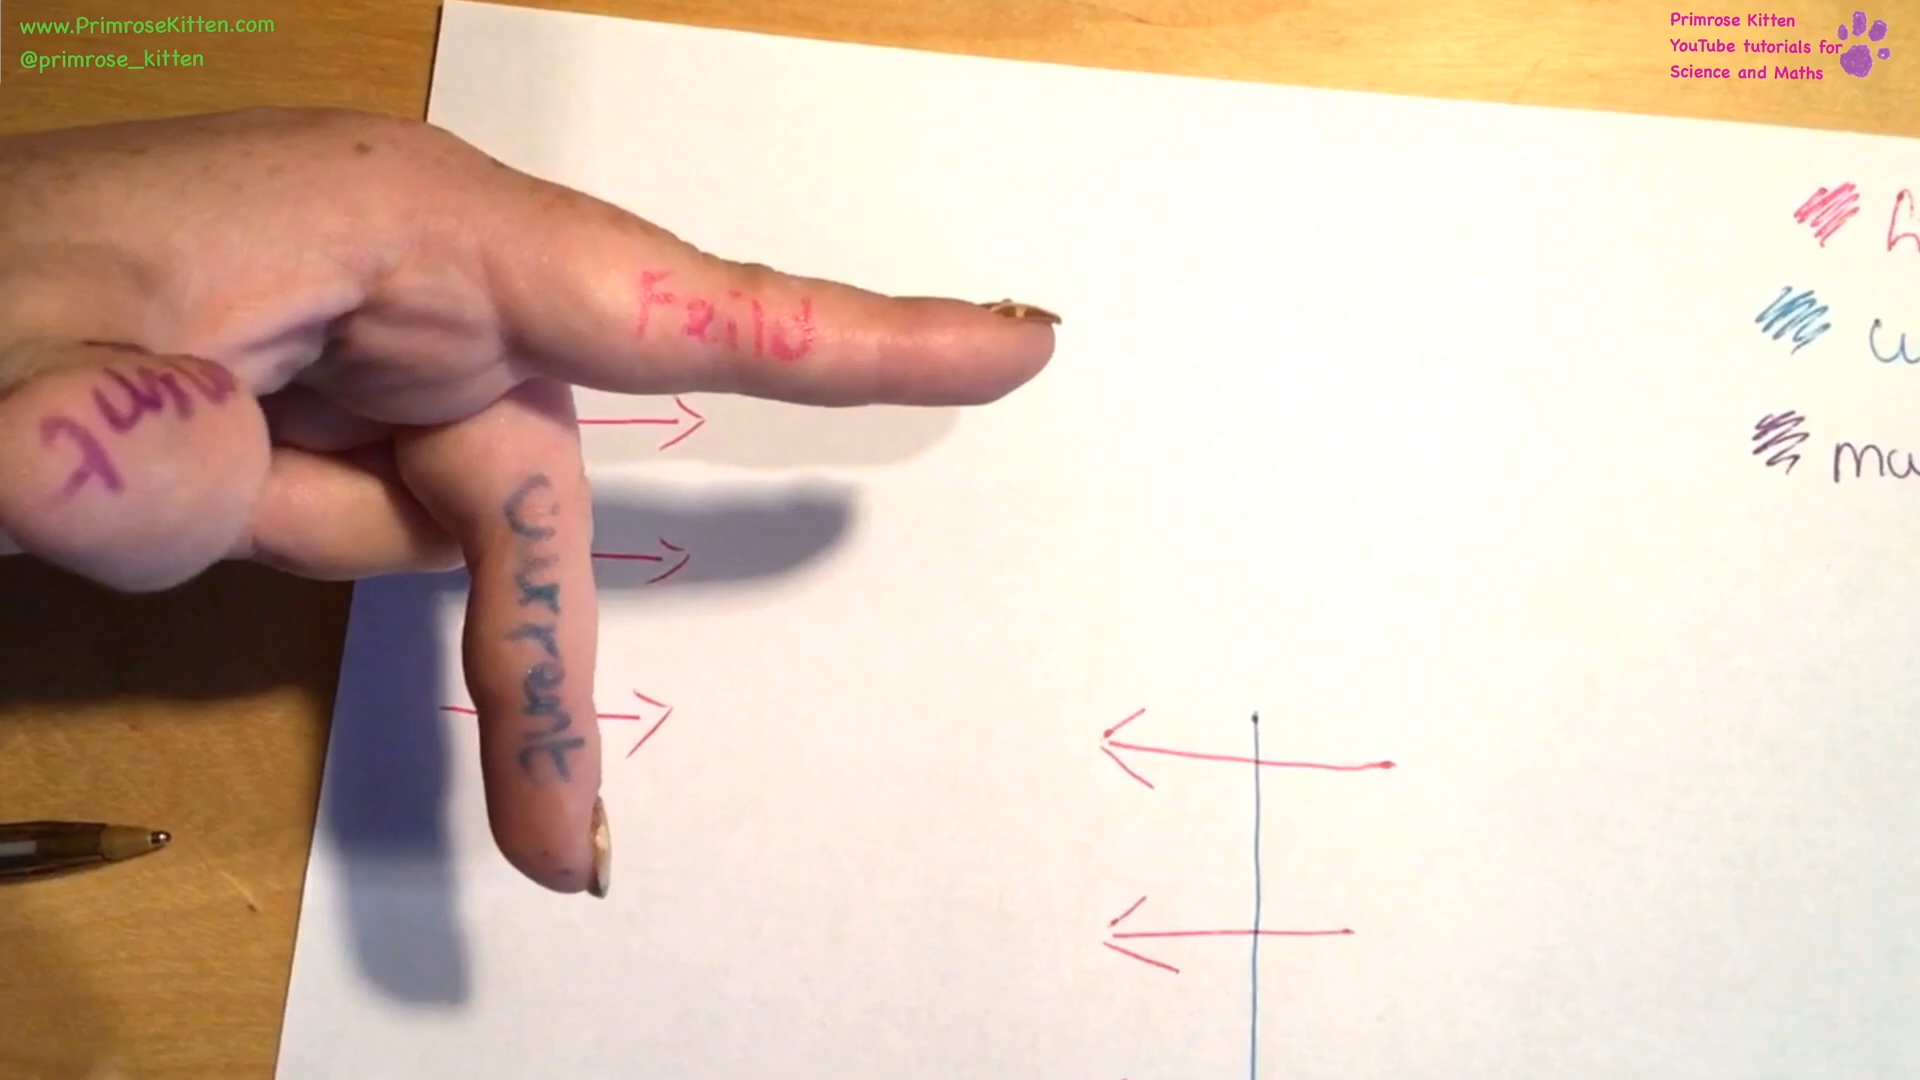 www.PrimroseKitten.com
@primrose_kitten
Primrose Kitten
YouTube tutorials for
Science and Maths
Feild
Current